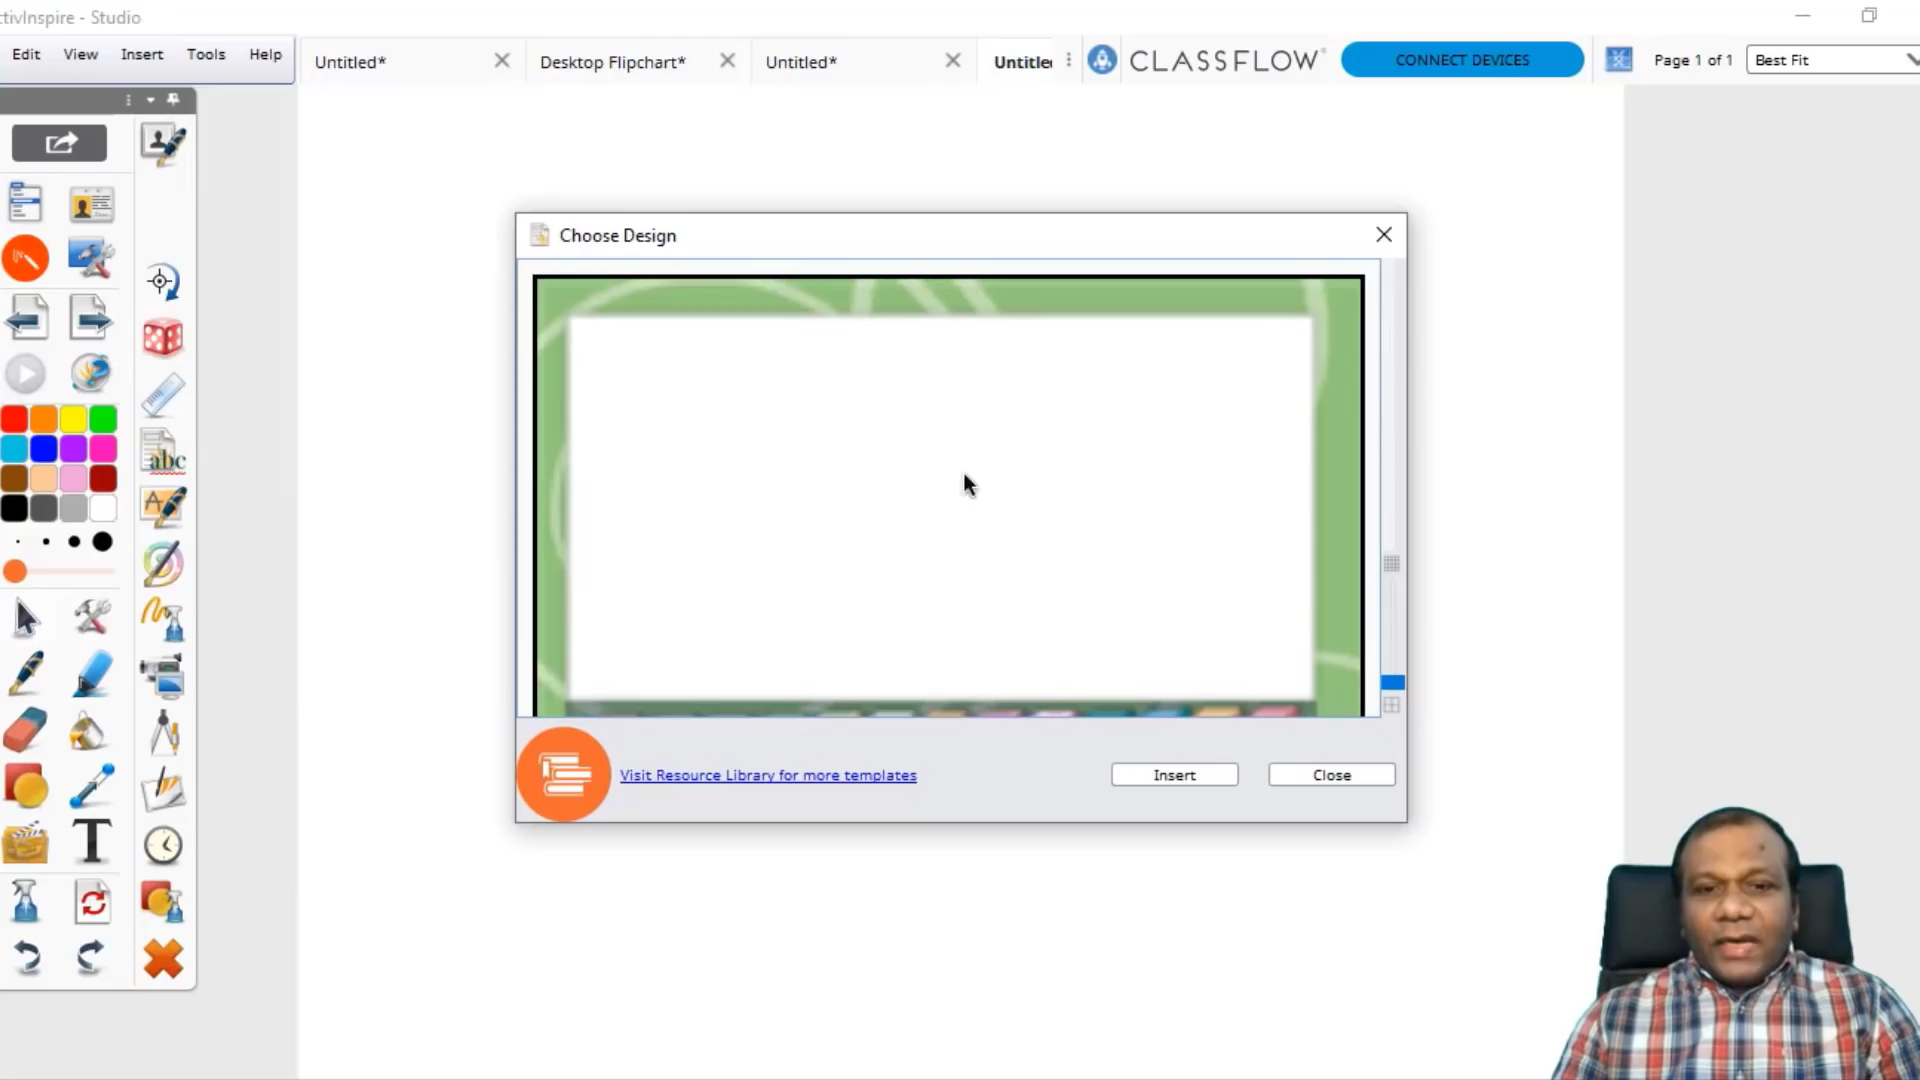 ctivInspire - Studio
Edit View Insert Tools Help
Untitled* Desktop Flipchart* Untitled* Untitle
CLASSFLOW®
CONNECT DEVICES
Page 1 of 1
Best Fit
Choose Design
abc
A
T
Visit Resource Library for more templates
Insert
Close